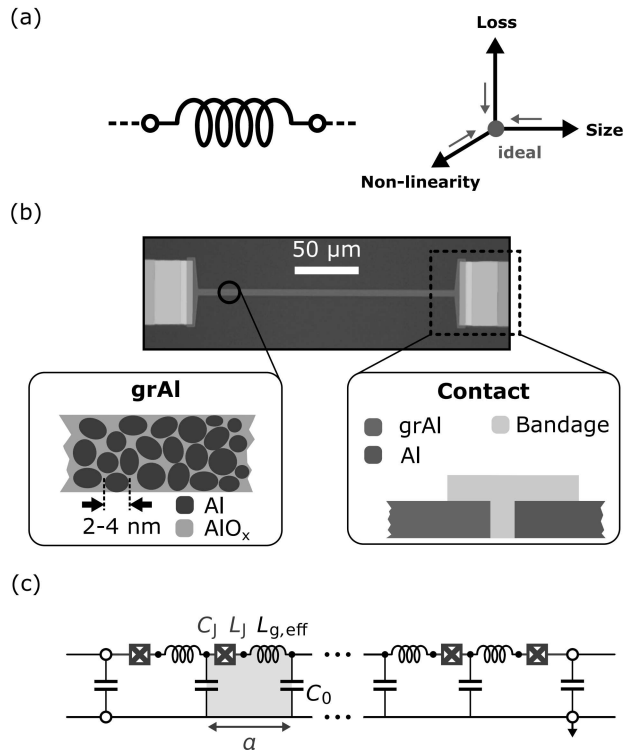 (a)
Loss
Size
ideal
Non-linearity
(b)
50 µm
grAl
2-4 nm
Al
AlOx
Contact
grAl
Bandage
Al
(c)
CJ LJ Lg,eff
C0
a